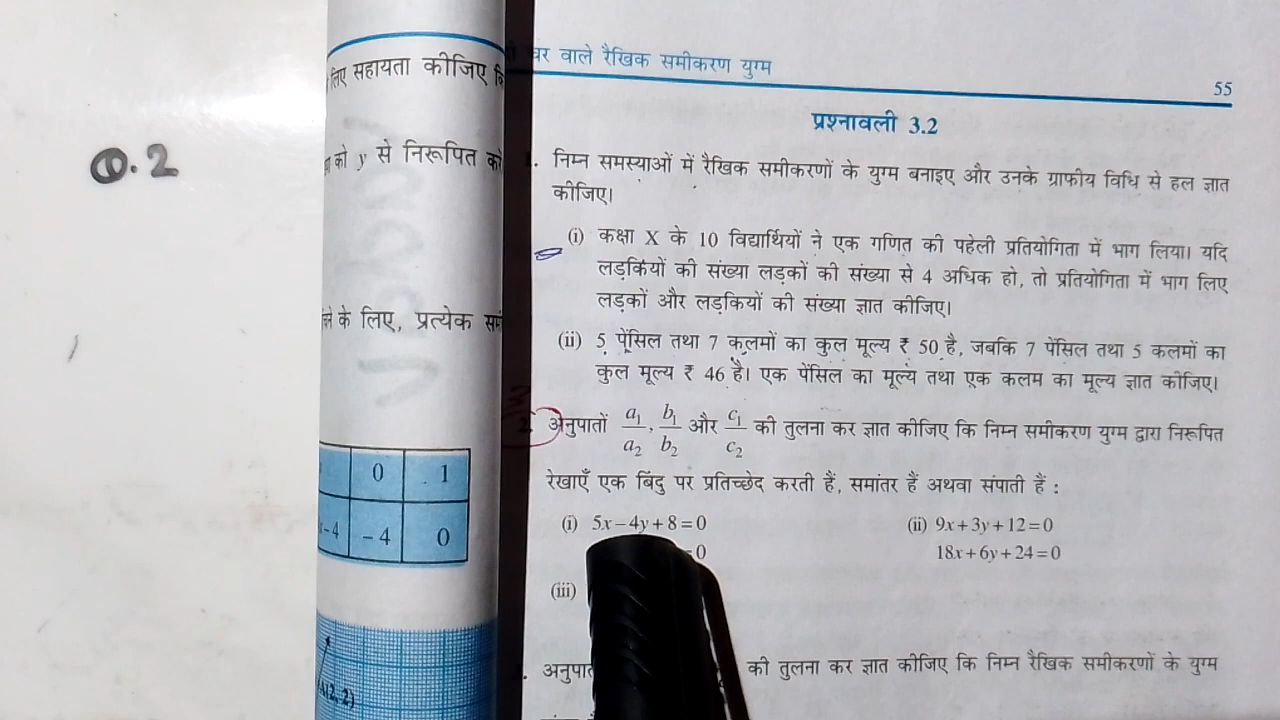 Q.2
लिए सहायता कीजिए
को y से निरूपित
के लिए, प्रत्येक
0 1
-4 -4 0
2)
चर वाले रैखिक समीकरण युग्म
55
प्रश्नावली 3.2
1. निम्न समस्याओं में रैखिक समीकरणों के युग्म बनाइए और उनके ग्राफीय विधि से हल ज्ञात
कीजिए।
(i) कक्षा X के 10 विद्यार्थियों ने एक गणित की पहेली प्रतियोगिता में भाग लिया। यदि
लड़कियों की संख्या लड़कों की संख्या से 4 अधिक हो, तो प्रतियोगिता में भाग लिए
लड़कों और लड़कियों की संख्या ज्ञात कीजिए।
(ii) 5 पेंसिल तथा 7 कलमों का कुल मूल्य ₹ 50 है, जबकि 7 पेंसिल तथा 5 कलमों का
कुल मूल्य ₹ 46 है। एक पेंसिल का मूल्य तथा एक कलम का मूल्य ज्ञात कीजिए।
2. अनुपातों a₁/a₂, b₁/b₂ और c₁/c₂ की तुलना कर ज्ञात कीजिए कि निम्न समीकरण युग्म द्वारा निरूपित
रेखाएँ एक बिंदु पर प्रतिच्छेद करती हैं, समांतर हैं अथवा संपाती हैं :
(i) 5x – 4y + 8 = 0 (ii) 9x + 3y + 12 = 0
=0 18x + 6y + 24 = 0
(iii)
की तुलना कर ज्ञात कीजिए कि निम्न रैखिक समीकरणों के युग्म